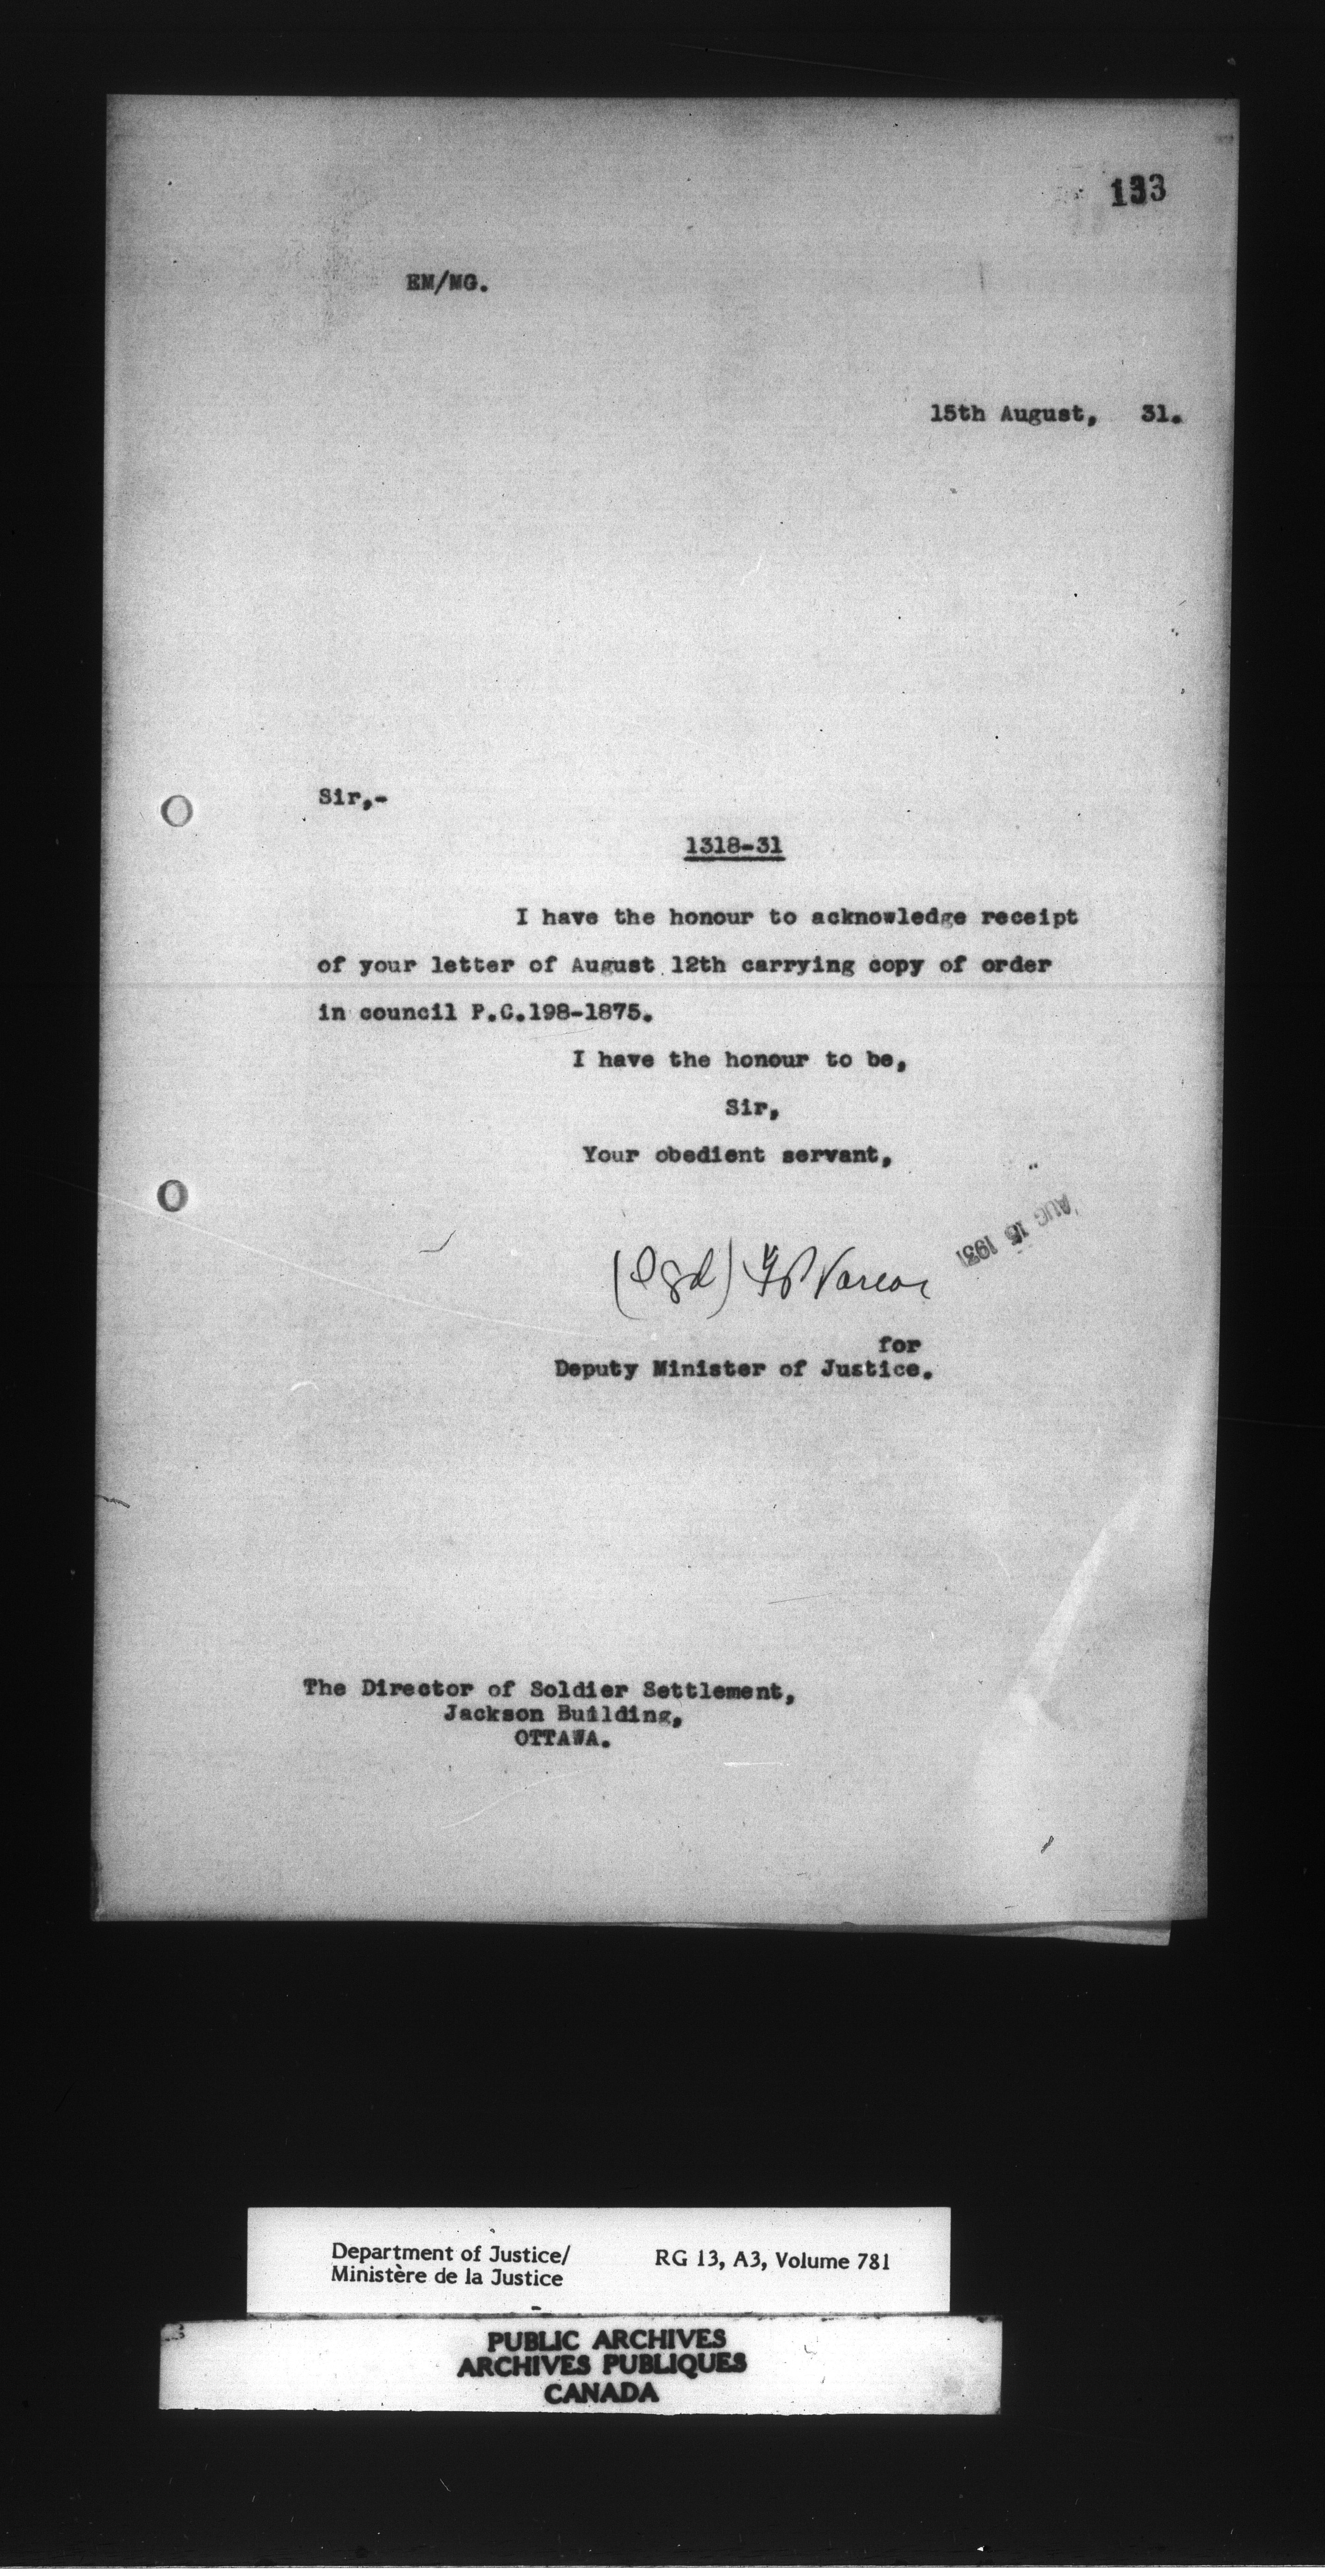 133
EM/MG.
15th August, 31.
Sir,-
1318-31
I have the honour to acknowledge receipt
of your letter of August 12th carrying copy of order
in council P.C.198-1875.
I have the honour to be,
Sir,
Your obedient servant,
AUG 15 1931
(Sgd) F P Varcoe
for
Deputy Minister of Justice.
The Director of Soldier Settlement,
Jackson Building,
OTTAWA.
Department of Justice/
Ministère de la Justice
RG 13, A3, Volume 781
PUBLIC ARCHIVES
ARCHIVES PUBLIQUES
CANADA